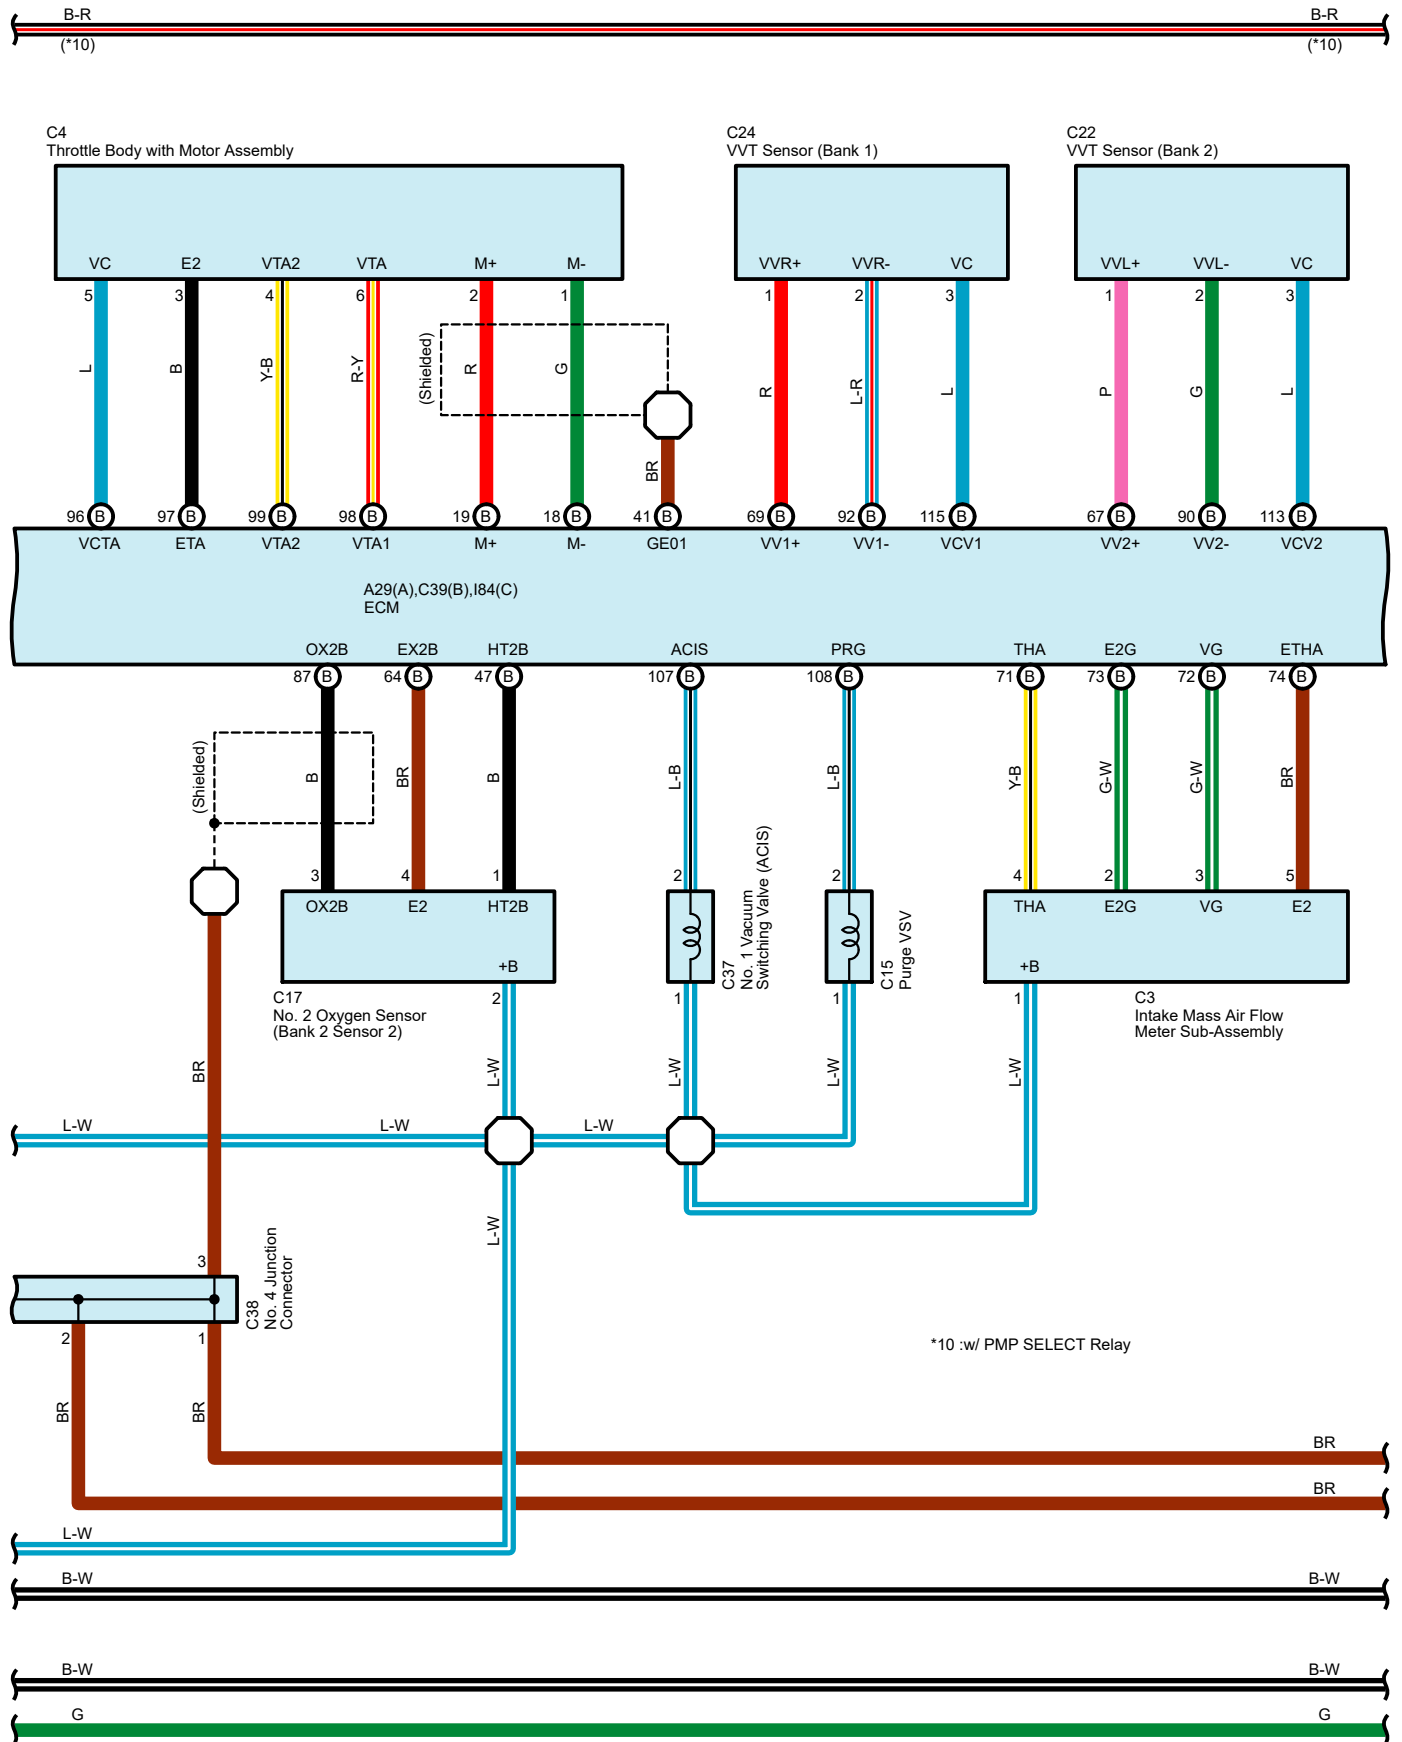 B-R
B-R
(*10)
(*10)
C4
Throttle Body with Motor Assembly
C24
VVT Sensor (Bank 1)
C22
VVT Sensor (Bank 2)
VC E2 VTA2 VTA M+ M- VVR+ VVR- VC VVL+ VVL- VC
5 3 4 6 2 1 1 2 3 1 2 3
(Shielded)
L B Y-B R-Y R G R L-R L P G L
BR
96 B 97 B 99 B 98 B 19 B 18 B 41 B 69 B 92 B 115 B 67 B 90 B 113 B
VCTA ETA VTA2 VTA1 M+ M- GE01 VV1+ VV1- VCV1 VV2+ VV2- VCV2
A29(A),C39(B),I84(C)
ECM
OX2B EX2B HT2B ACIS PRG THA E2G VG ETHA
87 B 64 B 47 B 107 B 108 B 71 B 73 B 72 B 74 B
(Shielded)
B BR B L-B L-B Y-B G-W G-W BR
3 4 1 2 2 4 2 3 5
OX2B E2 HT2B THA E2G VG E2
+B +B
C37
No. 1 Vacuum
Switching Valve (ACIS)
C15
Purge VSV
2 1 1 1
C17
No. 2 Oxygen Sensor
(Bank 2 Sensor 2)
C3
Intake Mass Air Flow
Meter Sub-Assembly
BR L-W L-W L-W L-W
L-W L-W L-W
L-W
3
C38
No. 4 Junction
Connector
2 1
*10 :w/ PMP SELECT Relay
BR BR
BR
BR
L-W
B-W B-W
B-W B-W
G G